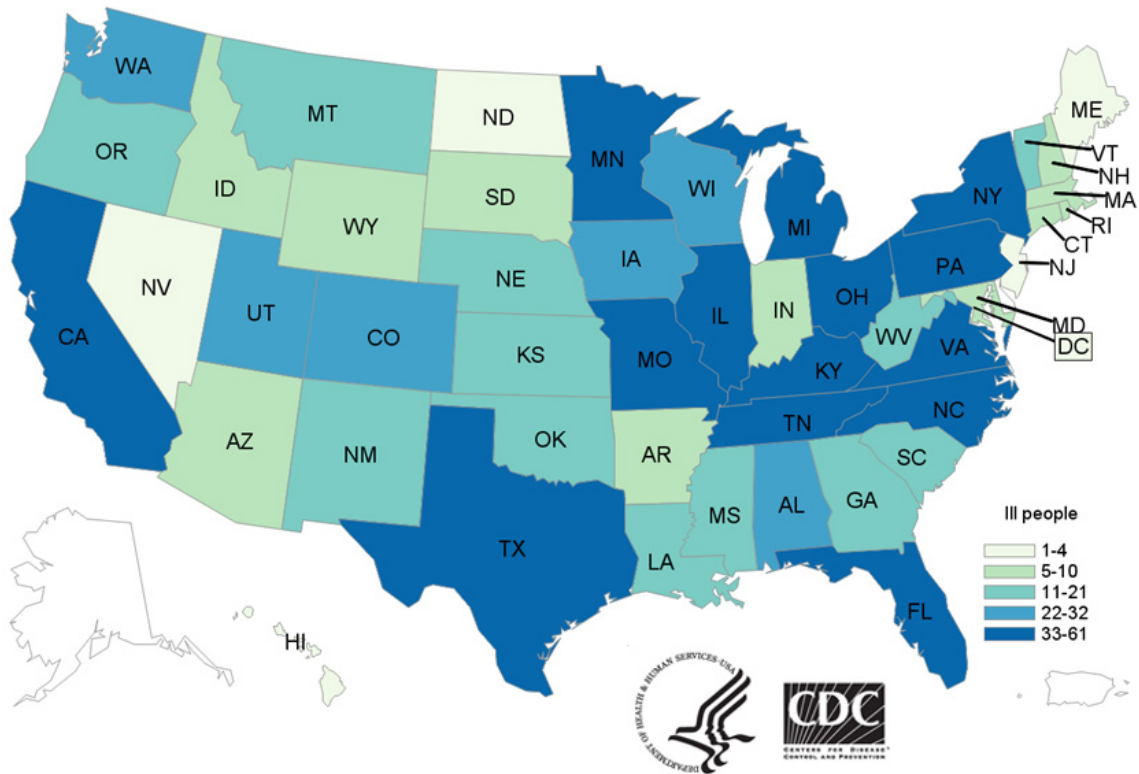 WA
MT
ND
ME
OR
MN
VT
ID
SD
WI
NH
WY
NY
MA
MI
RI
CT
IA
PA
NJ
NE
NV
OH
IN
UT
IL
MD
CO
WV
DC
CA
VA
KS
MO
KY
NC
TN
OK
AZ
NM
AR
SC
MS
AL
GA
TX
LA
Ill people
1-4
5-10
11-21
22-32
33-61
FL
HI
DEPARTMENT OF HEALTH & HUMAN SERVICES·USA
CDC
CENTERS FOR DISEASE
CONTROL AND PREVENTION